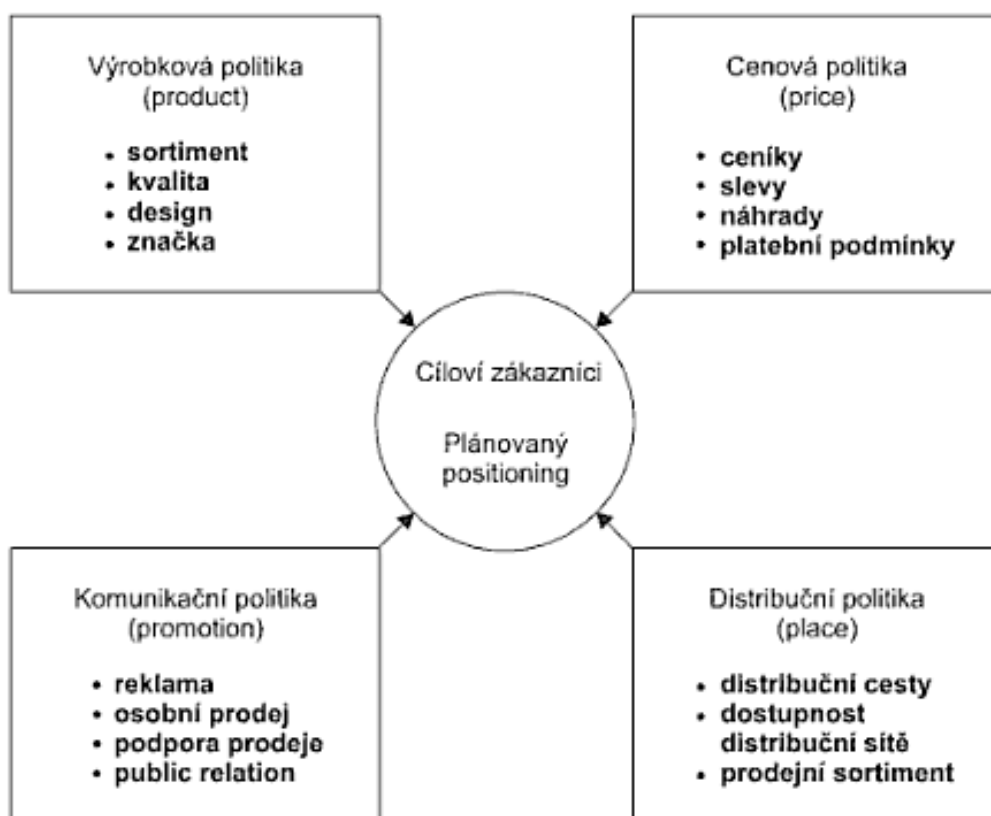 Výrobková politika
(product)
• sortiment
• kvalita
• design
• značka
Cenová politika
(price)
• ceníky
• slevy
• náhrady
• platební podmínky
Cíloví zákazníci
Plánovaný
positioning
Komunikační politika
(promotion)
• reklama
• osobní prodej
• podpora prodeje
• public relation
Distribuční politika
(place)
• distribuční cesty
• dostupnost
distribuční sítě
• prodejní sortiment